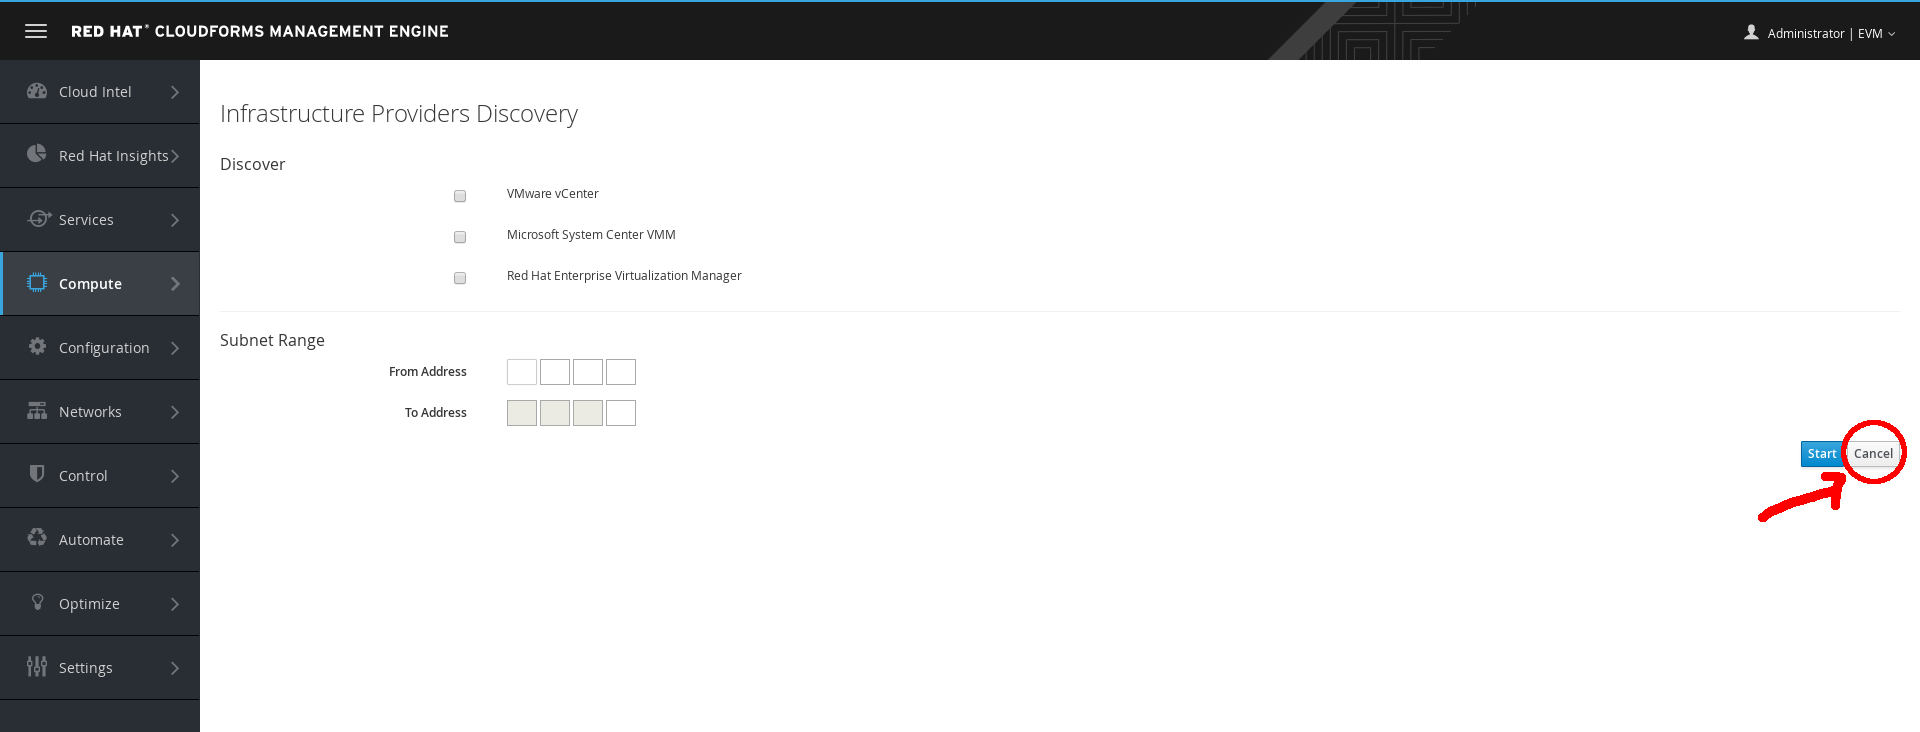 RED HAT® CLOUDFORMS MANAGEMENT ENGINE
Administrator | EVM
Cloud Intel
Red Hat Insights
Services
Compute
Configuration
Networks
Control
Automate
Optimize
Settings
Infrastructure Providers Discovery
Discover
VMware vCenter
Microsoft System Center VMM
Red Hat Enterprise Virtualization Manager
Subnet Range
From Address
To Address
Start Cancel